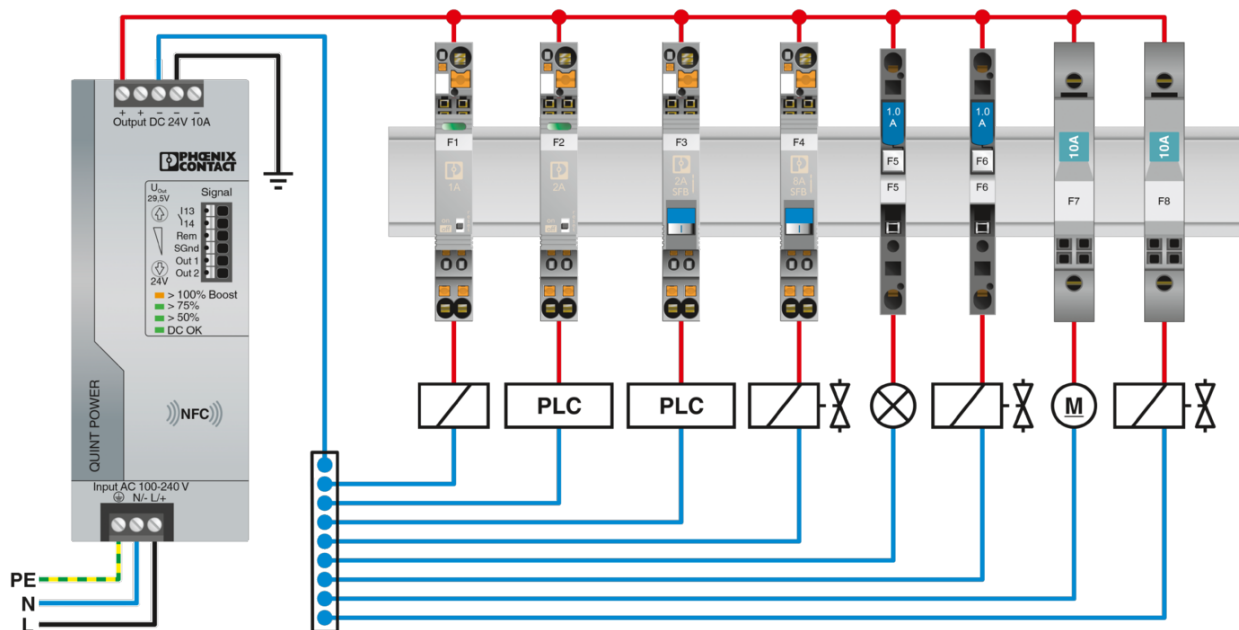 + + − − −
Output DC 24V 10A
PHŒNIX
CONTACT
UOut
29,5V
Signal
13
14
Rem
SGnd
Out 1
24V
Out 2
> 100% Boost
> 75%
> 50%
DC OK
NFC
QUINT POWER
Input AC 100-240 V
N/- L/+
PE
N
L
F1
1A
F2
2A
F3
2A
SFB
F4
8A
SFB
1.0
A
F5
F5
1.0
A
F6
F6
10A
F7
10A
F8
PLC
PLC
M